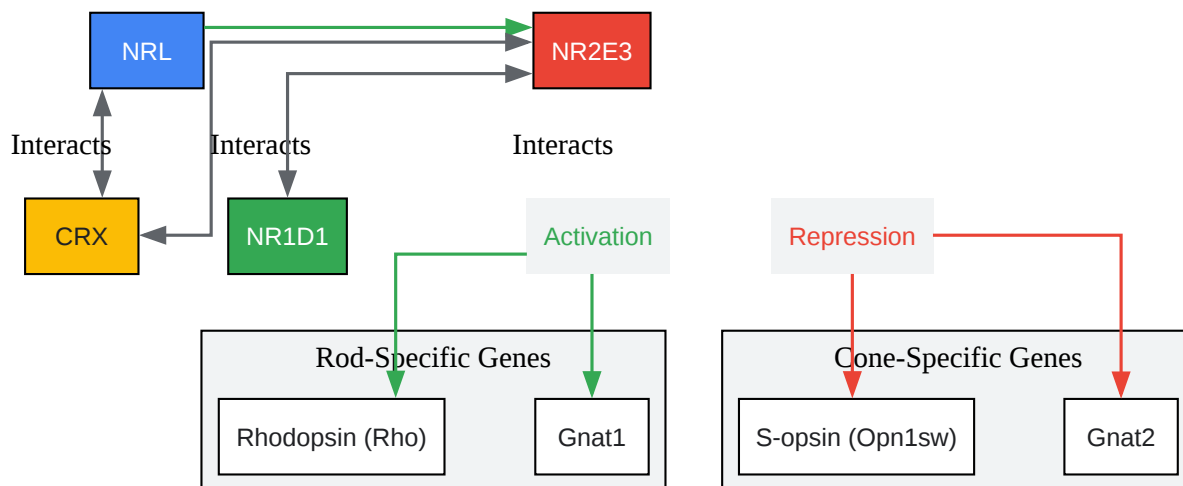 NRL
NR2E3
Interacts
Interacts
Interacts
CRX
NR1D1
Activation
Repression
Rod-Specific Genes
Cone-Specific Genes
Rhodopsin (Rho)
Gnat1
S-opsin (Opn1sw)
Gnat2